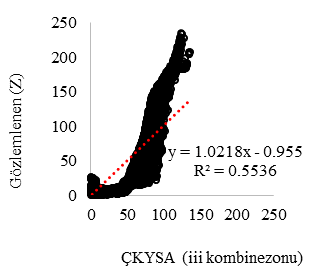 250
200
150
100
50
0
Gözlemlenen (Z)
y = 1.0218x - 0.955
R² = 0.5536
0 50 100 150 200 250
ÇKYSA (iii kombinezonu)